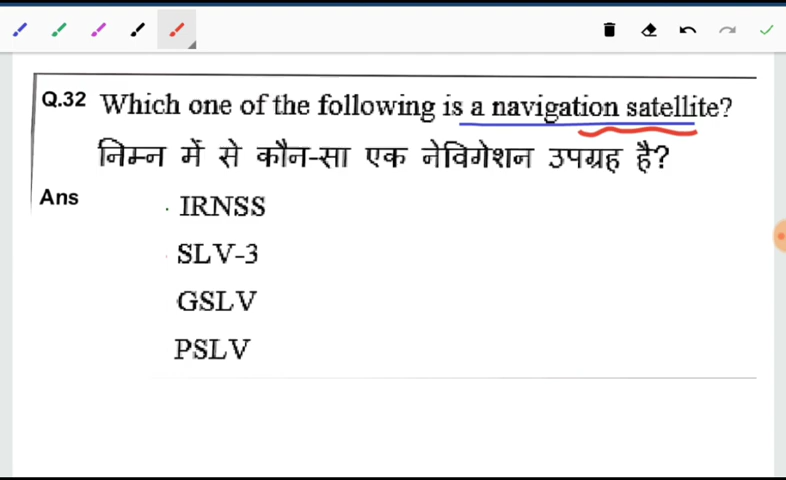 Q.32 Which one of the following is a navigation satellite?
निम्न में से कौन-सा एक नेविगेशन उपग्रह है?
Ans
IRNSS
SLV-3
GSLV
PSLV